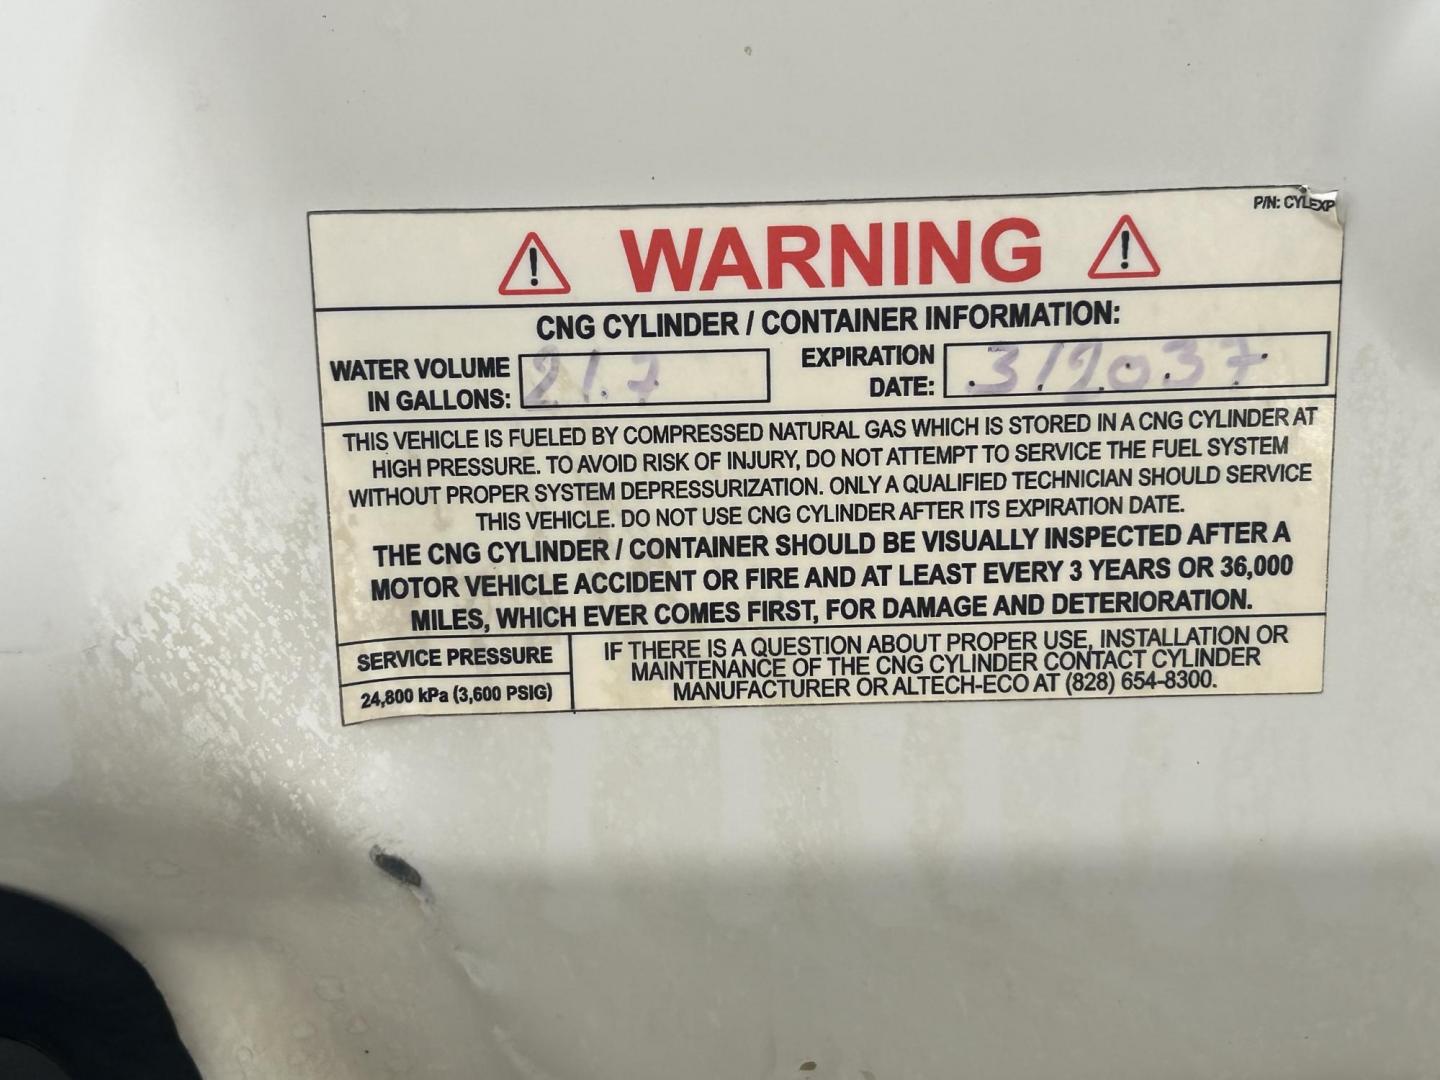 P/N: CYLEXP
WARNING
CNG CYLINDER / CONTAINER INFORMATION:
WATER VOLUME
IN GALLONS:
21.7
EXPIRATION
DATE:
3/2037
THIS VEHICLE IS FUELED BY COMPRESSED NATURAL GAS WHICH IS STORED IN A CNG CYLINDER AT
HIGH PRESSURE. TO AVOID RISK OF INJURY, DO NOT ATTEMPT TO SERVICE THE FUEL SYSTEM
WITHOUT PROPER SYSTEM DEPRESSURIZATION. ONLY A QUALIFIED TECHNICIAN SHOULD SERVICE
THIS VEHICLE. DO NOT USE CNG CYLINDER AFTER ITS EXPIRATION DATE.
THE CNG CYLINDER / CONTAINER SHOULD BE VISUALLY INSPECTED AFTER A
MOTOR VEHICLE ACCIDENT OR FIRE AND AT LEAST EVERY 3 YEARS OR 36,000
MILES, WHICH EVER COMES FIRST, FOR DAMAGE AND DETERIORATION.
SERVICE PRESSURE
24,800 kPa (3,600 PSIG)
IF THERE IS A QUESTION ABOUT PROPER USE, INSTALLATION OR
MAINTENANCE OF THE CNG CYLINDER CONTACT CYLINDER
MANUFACTURER OR ALTECH-ECO AT (828) 654-8300.